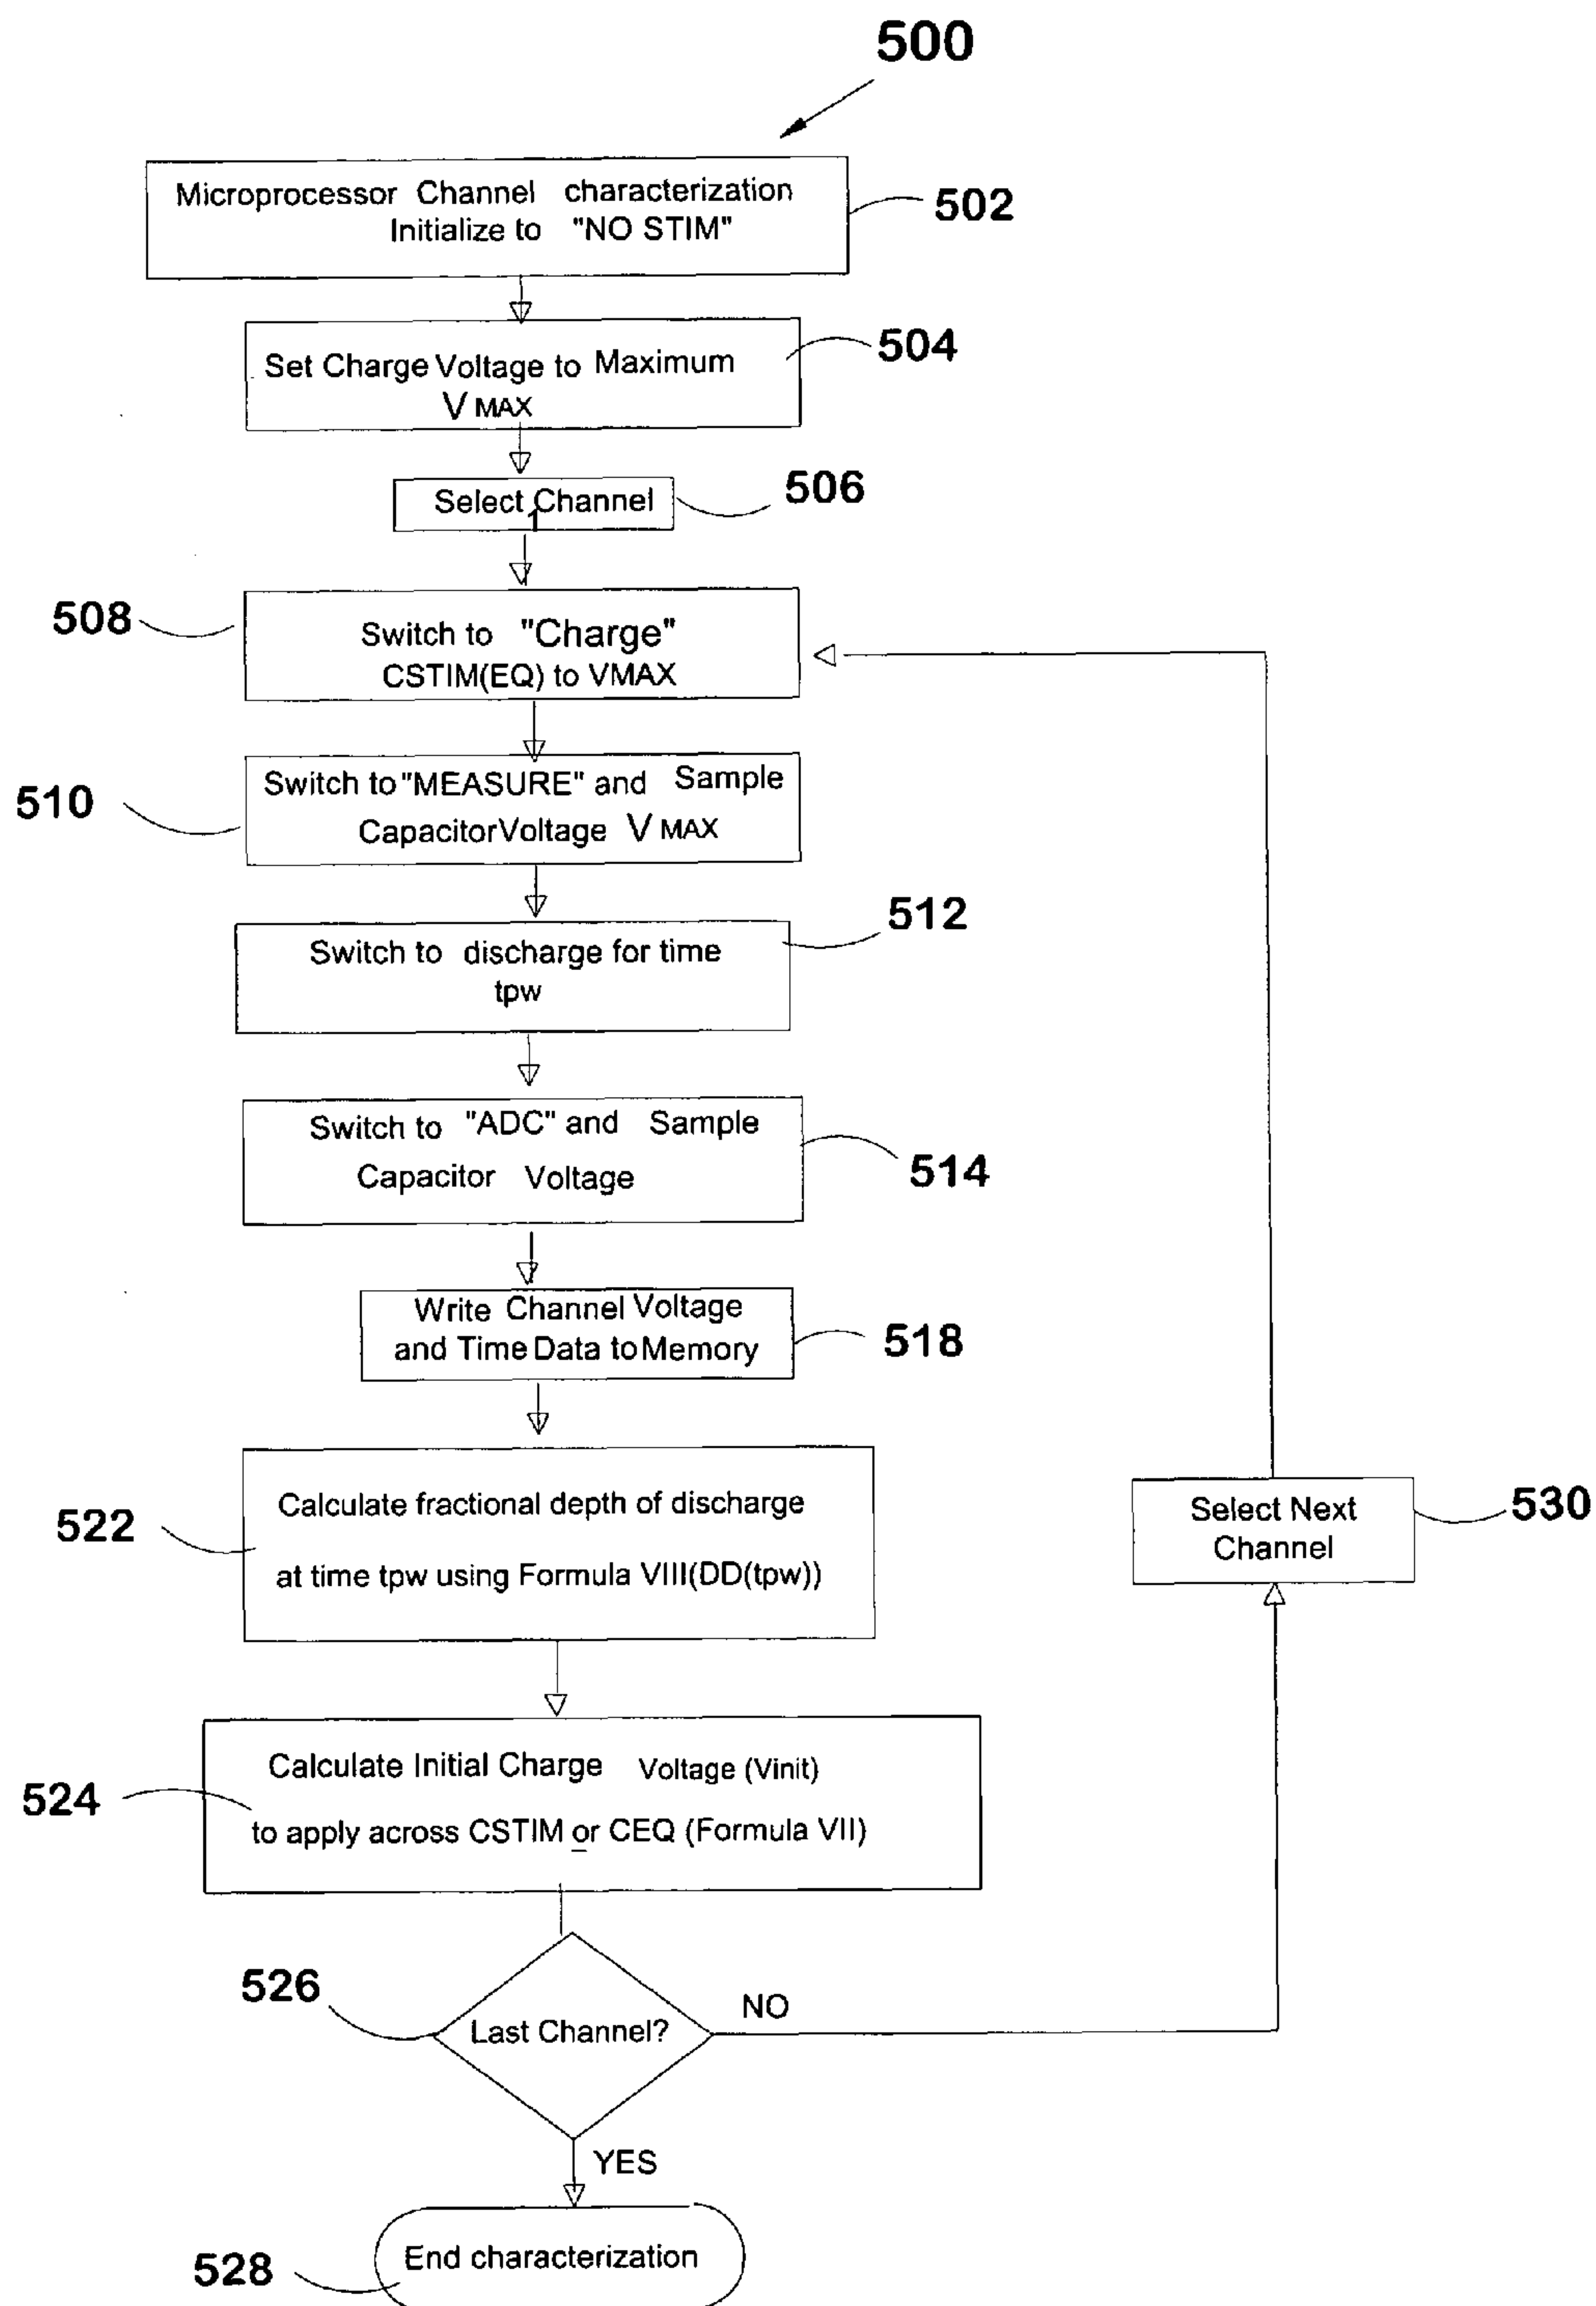 500
Microprocessor Channel characterization
Initialize to "NO STIM"
502
Set Charge Voltage to Maximum
V MAX
504
Select Channel
1
506
508
Switch to "Charge"
CSTIM(EQ) to VMAX
510
Switch to "MEASURE" and Sample
Capacitor Voltage V MAX
512
Switch to discharge for time
tpw
Switch to "ADC" and Sample
Capacitor Voltage
514
Write Channel Voltage
and Time Data to Memory
518
522
Calculate fractional depth of discharge
at time tpw using Formula VIII(DD(tpw))
Select Next
Channel
530
524
Calculate Initial Charge Voltage (Vinit)
to apply across CSTIM or CEQ (Formula VII)
526
Last Channel?
NO
YES
528
End characterization